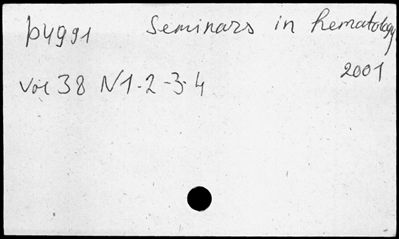 p4991 Seminars in hematology
2001
Vol 38 N1-2-3-4